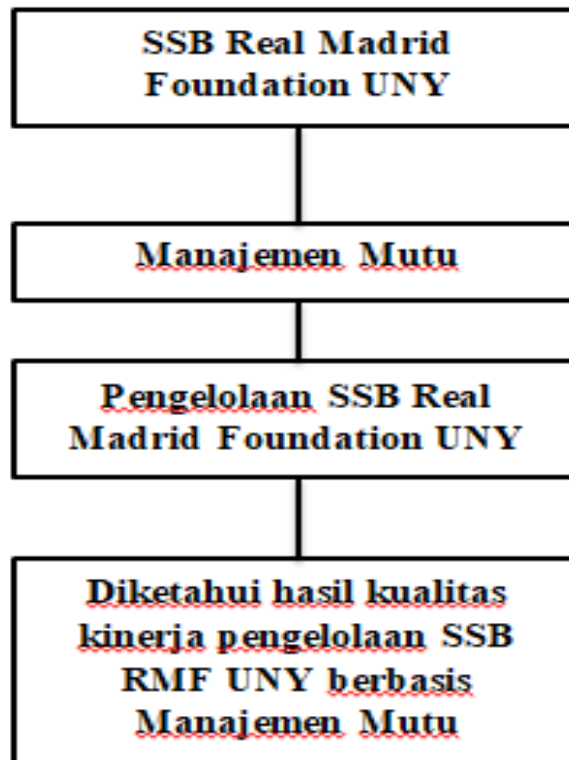 SSB Real Madrid
Foundation UNY
Manajemen Mutu
Pengelolaan SSB Real
Madrid Foundation UNY
Diketahui hasil kualitas
kinerja pengelolaan SSB
RMF UNY berbasis
Manajemen Mutu